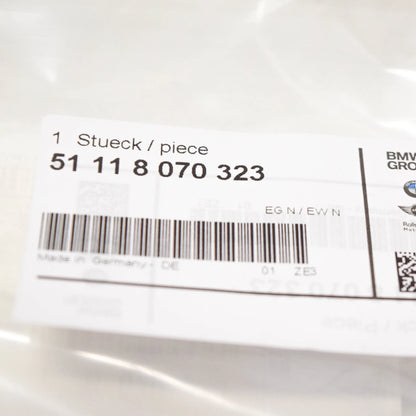 1 Stueck / piece
51 11 8 070 323
EG N / EW N
Made in Germany - DE
01 ZE3
BMW
GRO